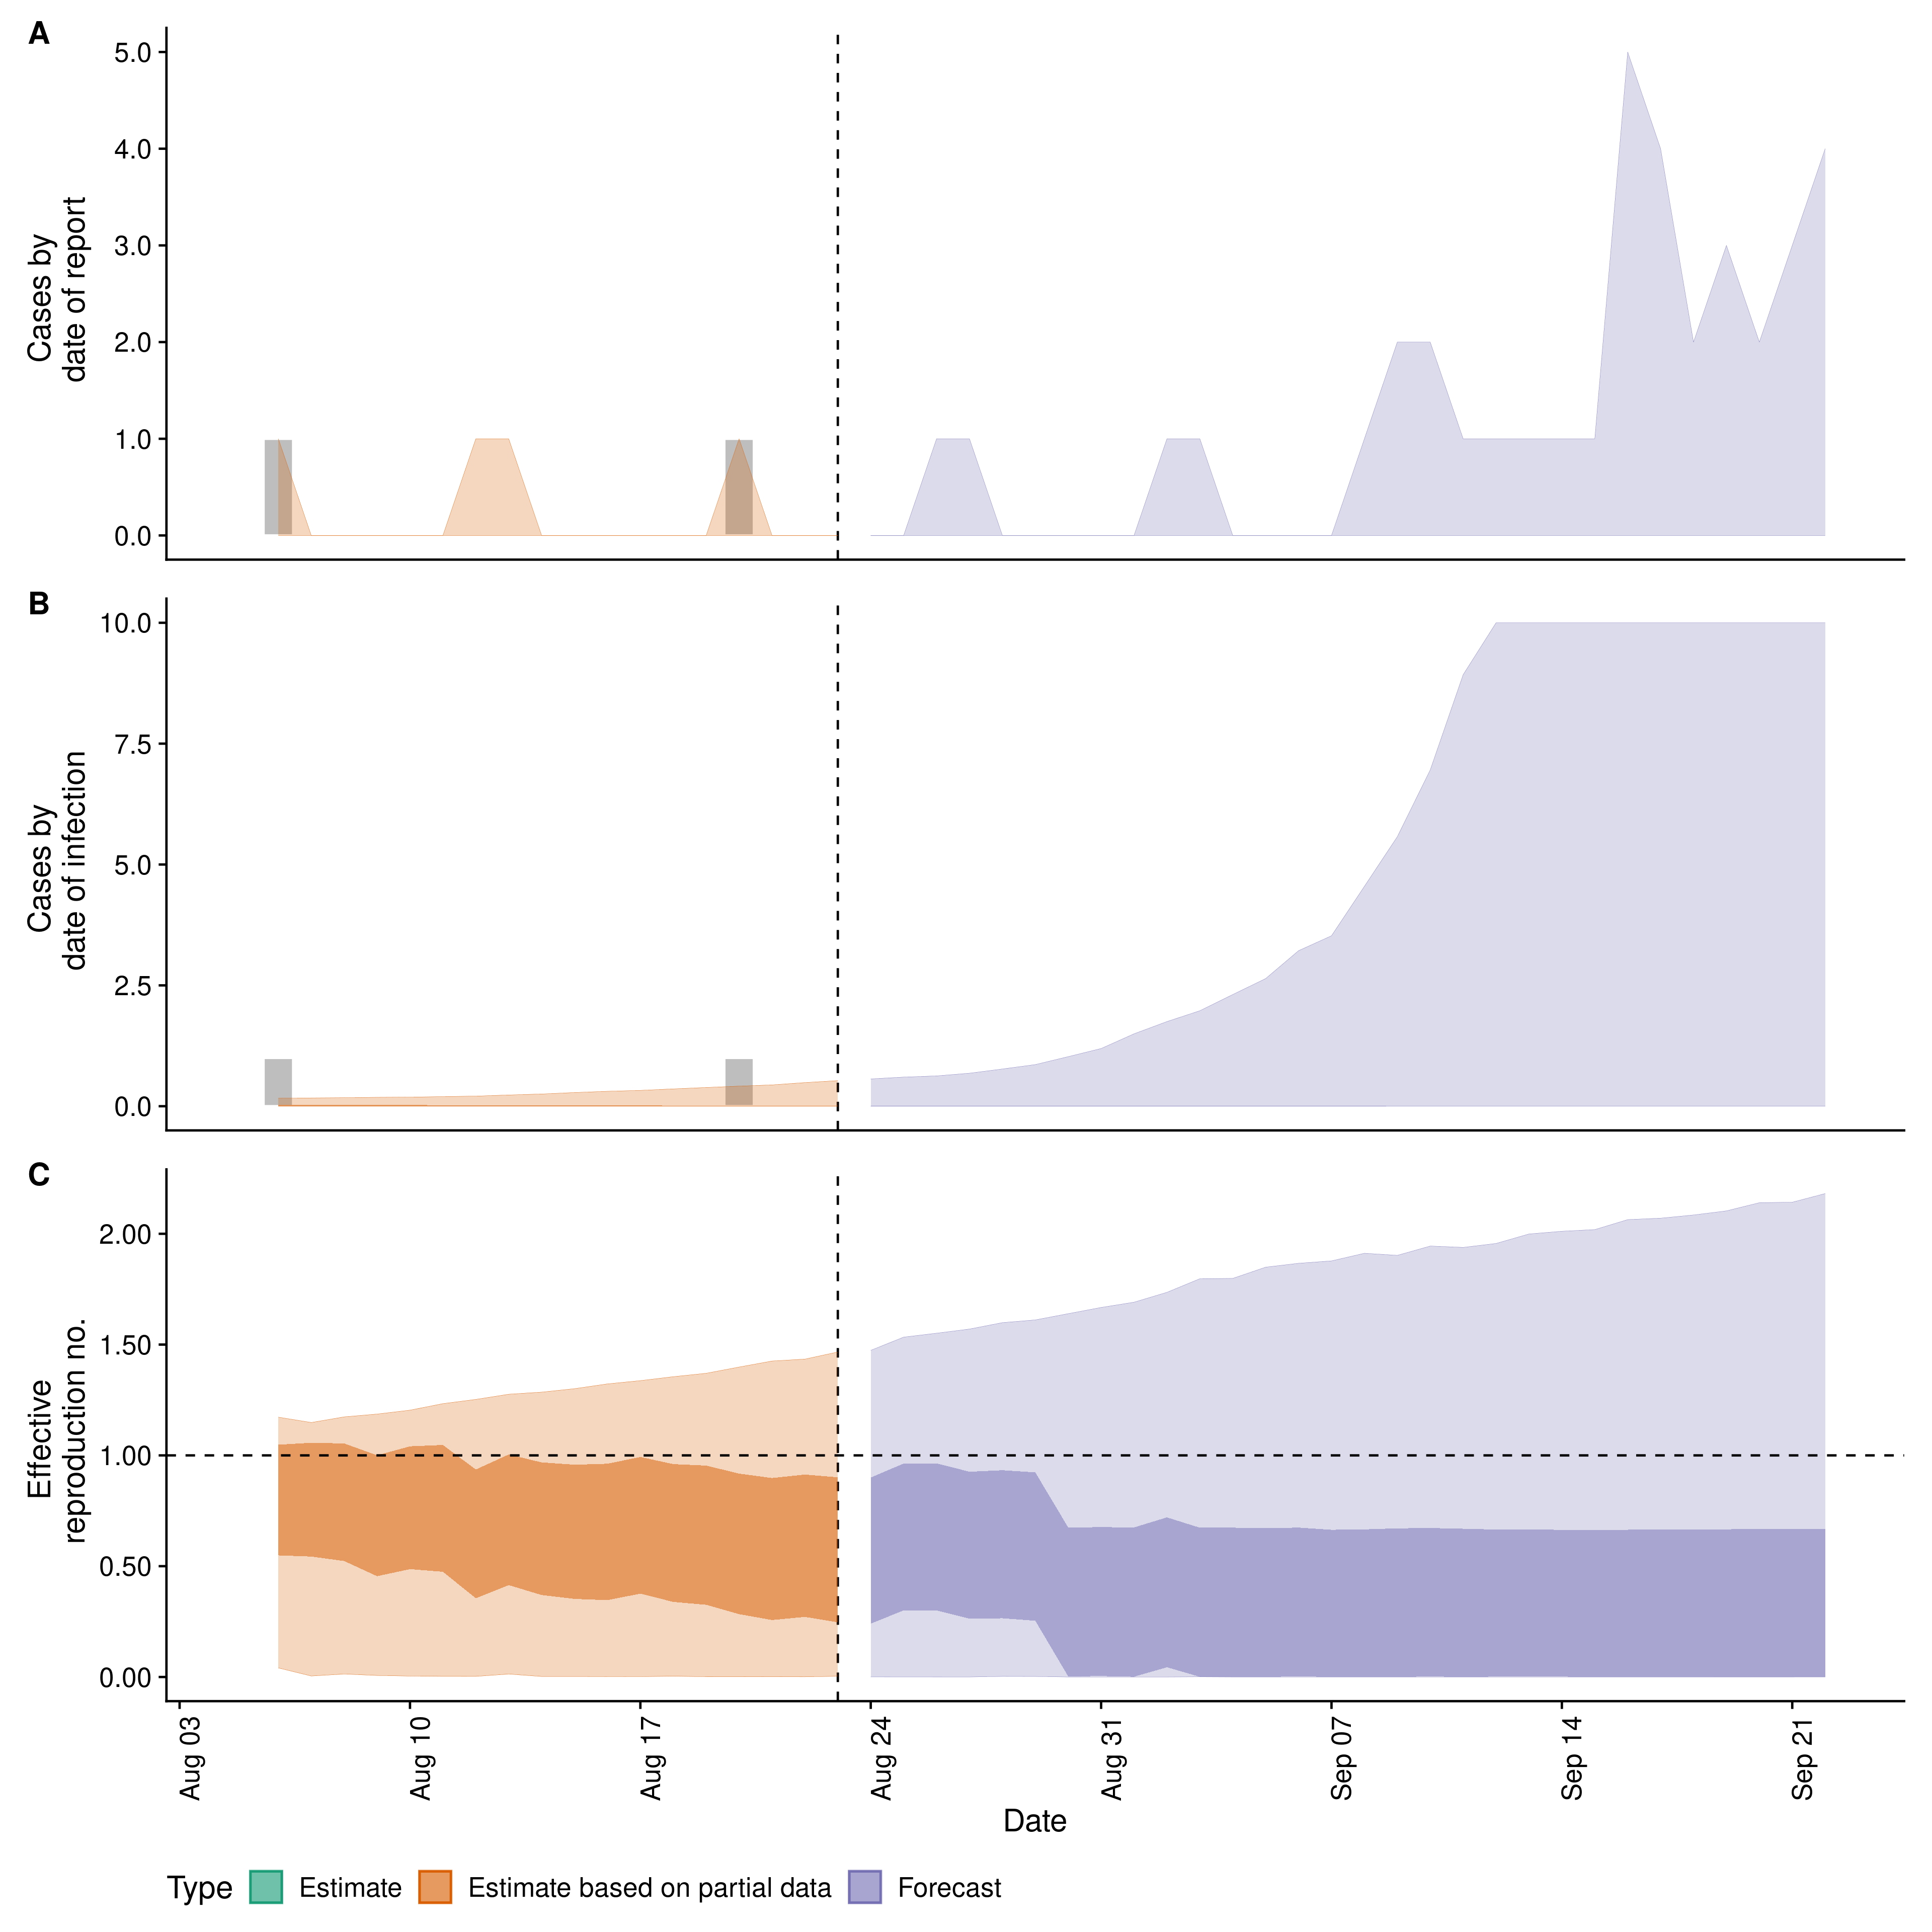 A
Cases by
date of report
5.0
4.0
3.0
2.0
1.0
0.0
B
Cases by
date of infection
10.0
7.5
5.0
2.5
0.0
C
Effective
reproduction no.
2.00
1.50
1.00
0.50
0.00
Aug 03
Aug 10
Aug 17
Aug 24
Aug 31
Sep 07
Sep 14
Sep 21
Date
Type Estimate Estimate based on partial data Forecast